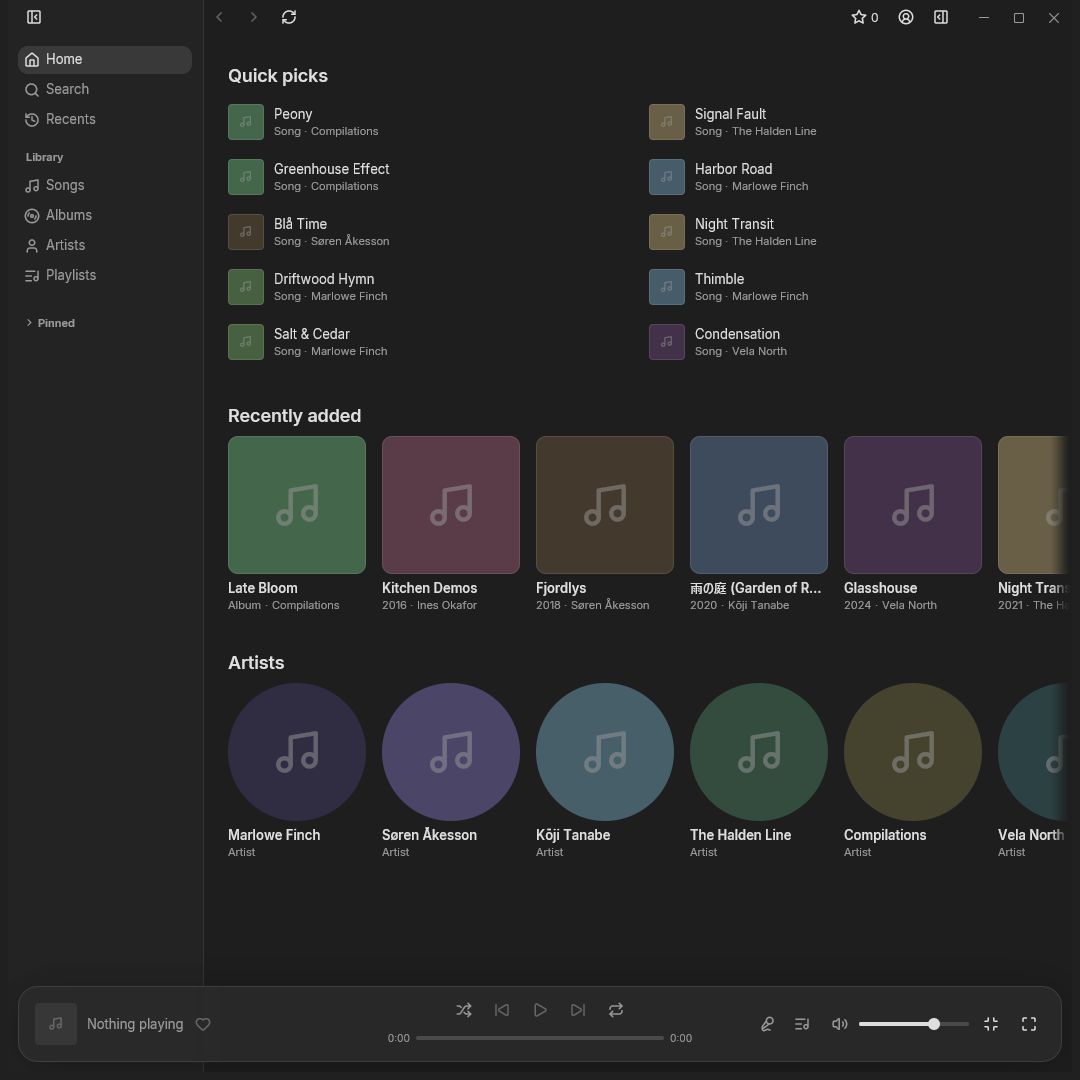 0
Home
Search
Recents
Library
Songs
Albums
Artists
Playlists
Pinned
Quick picks
Peony
Song · Compilations
Signal Fault
Song · The Halden Line
Greenhouse Effect
Song · Compilations
Harbor Road
Song · Marlowe Finch
Blå Time
Song · Søren Åkesson
Night Transit
Song · The Halden Line
Driftwood Hymn
Song · Marlowe Finch
Thimble
Song · Marlowe Finch
Salt & Cedar
Song · Marlowe Finch
Condensation
Song · Vela North
Recently added
Late Bloom
Album · Compilations
Kitchen Demos
2016 · Ines Okafor
Fjordlys
2018 · Søren Åkesson
雨の庭 (Garden of R...
2020 · Kōji Tanabe
Glasshouse
2024 · Vela North
Night Trans
2021 · The Ha
Artists
Marlowe Finch
Artist
Søren Åkesson
Artist
Kōji Tanabe
Artist
The Halden Line
Artist
Compilations
Artist
Vela North
Artist
Nothing playing
0:00
0:00